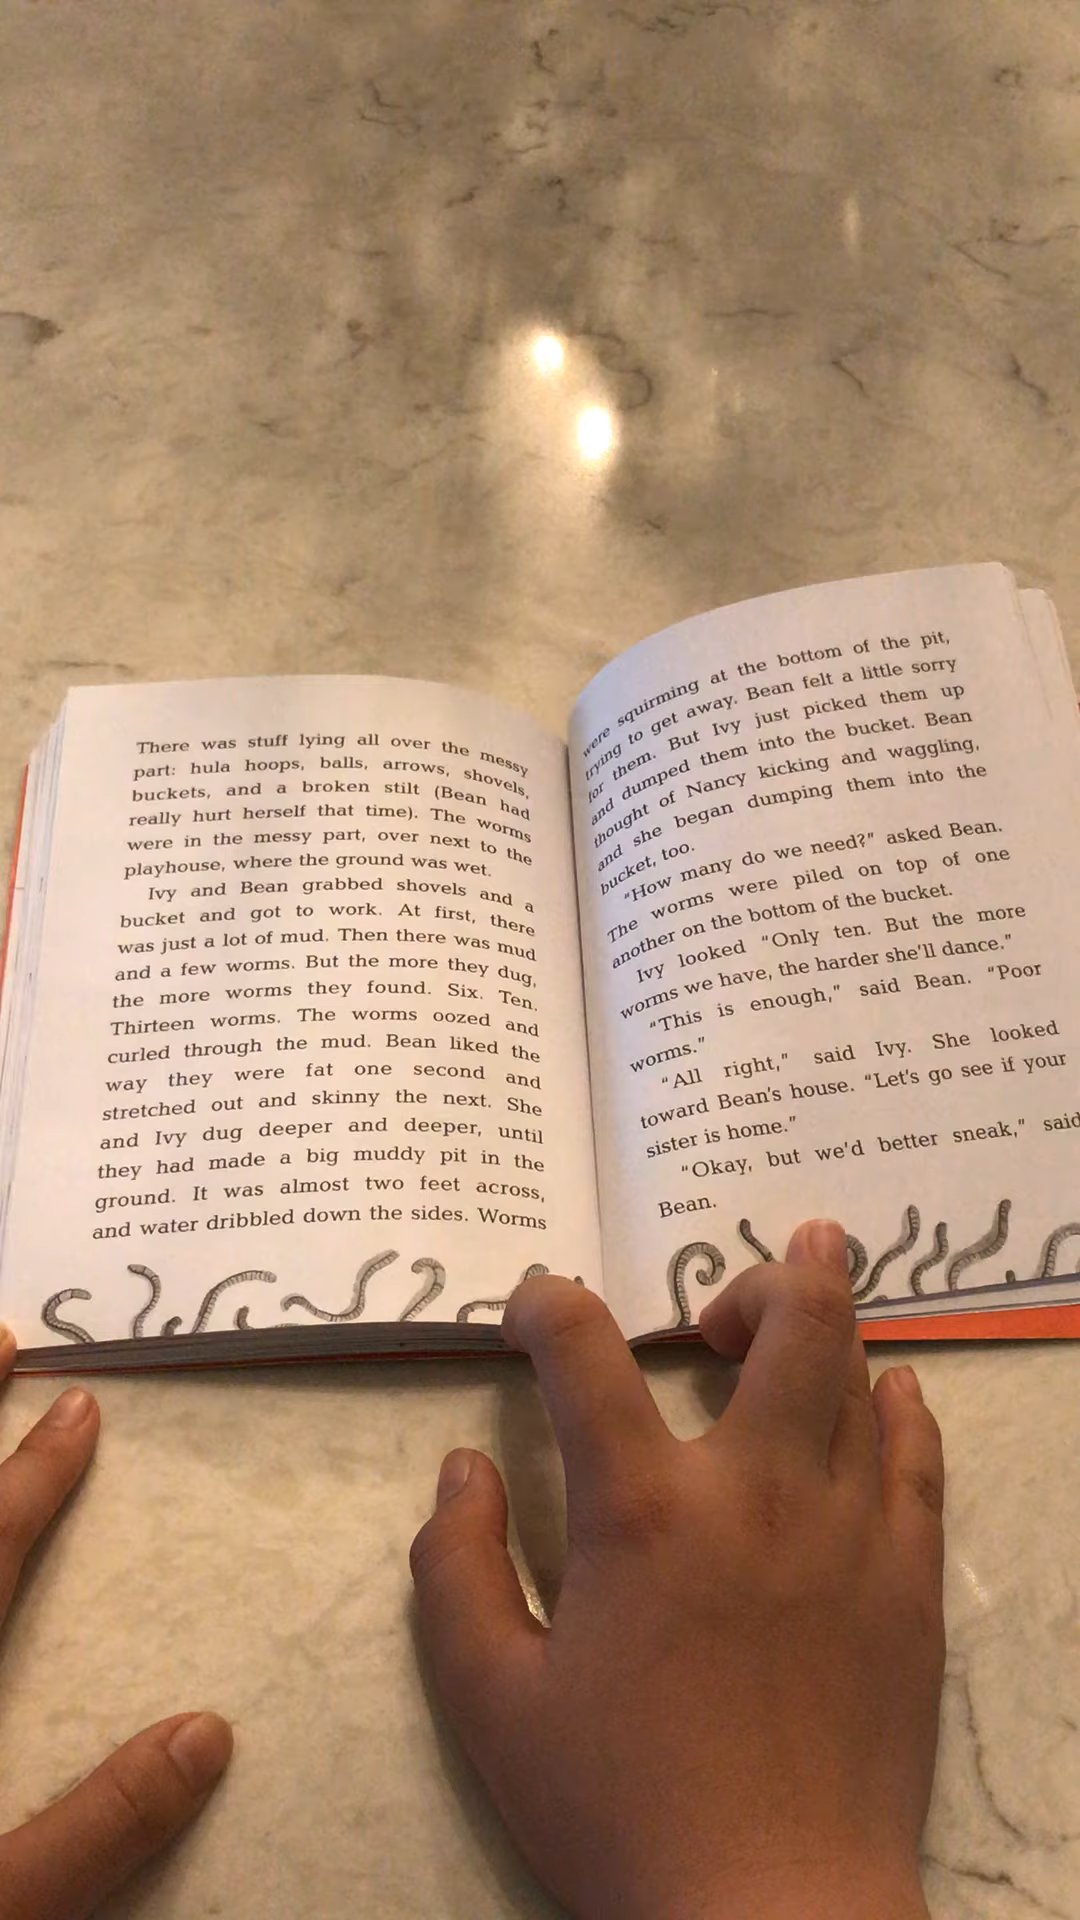 There was stuff lying all over the messy
part: hula hoops, balls, arrows, shovels,
buckets, and a broken stilt (Bean had
really hurt herself that time). The worms
were in the messy part, over next to the
playhouse, where the ground was wet.
Ivy and Bean grabbed shovels and a
bucket and got to work. At first, there
was just a lot of mud. Then there was mud
and a few worms. But the more they dug,
the more worms they found. Six. Ten.
Thirteen worms. The worms oozed and
curled through the mud. Bean liked the
way they were fat one second and
stretched out and skinny the next. She
and Ivy dug deeper and deeper, until
they had made a big muddy pit in the
ground. It was almost two feet across,
and water dribbled down the sides. Worms
were squirming at the bottom of the pit,
trying to get away. Bean felt a little sorry
for them. But Ivy just picked them up
and dumped them into the bucket. Bean
thought of Nancy kicking and waggling,
and she began dumping them into the
bucket, too.
"How many do we need?" asked Bean.
The worms were piled on top of one
another on the bottom of the bucket.
Ivy looked "Only ten. But the more
worms we have, the harder she'll dance."
"This is enough," said Bean. "Poor
worms."
"All right," said Ivy. She looked
toward Bean's house. "Let's go see if your
sister is home."
"Okay, but we'd better sneak," said
Bean.